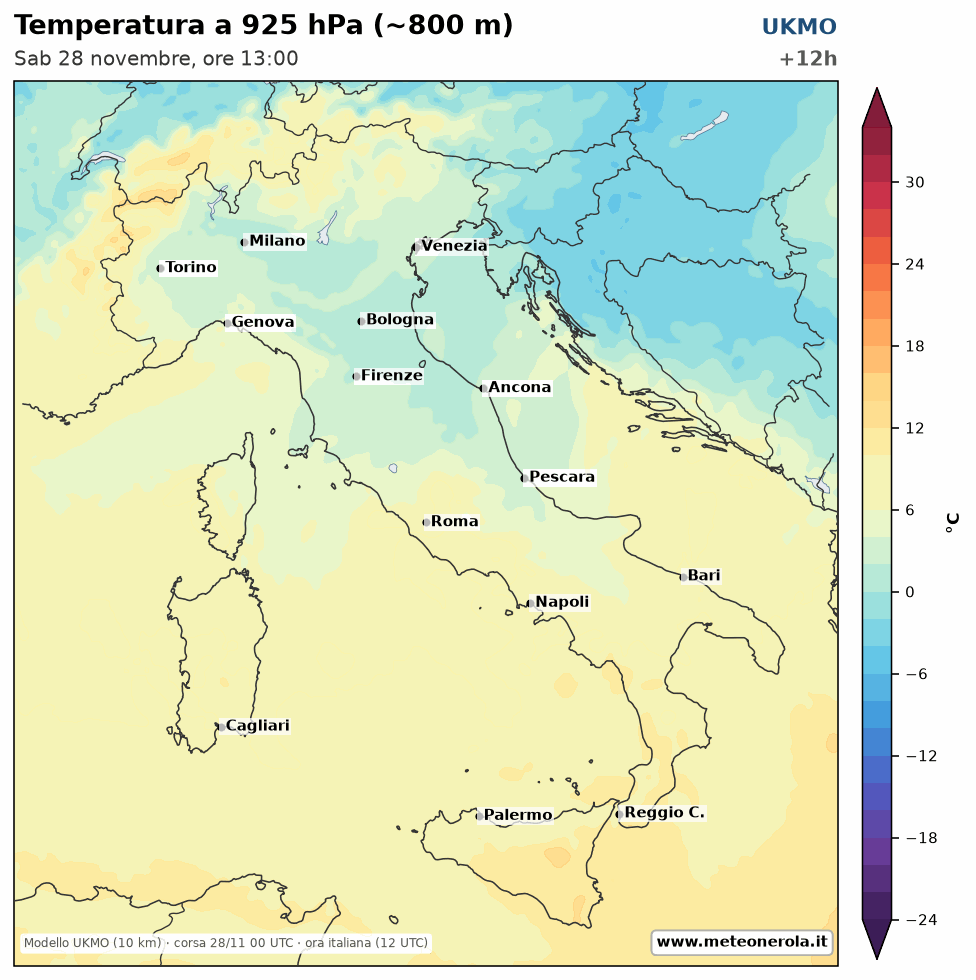 Temperatura a 925 hPa (~800 m)
UKMO
Sab 28 novembre, ore 13:00
+12h
Milano
Venezia
Torino
Genova
Bologna
Firenze
Ancona
Pescara
Roma
Bari
Napoli
Cagliari
Palermo
Reggio C.
30
24
18
12
6
0
−6
−12
−18
−24
°C
Modello UKMO (10 km) · corsa 28/11 00 UTC · ora italiana (12 UTC)
www.meteonerola.it